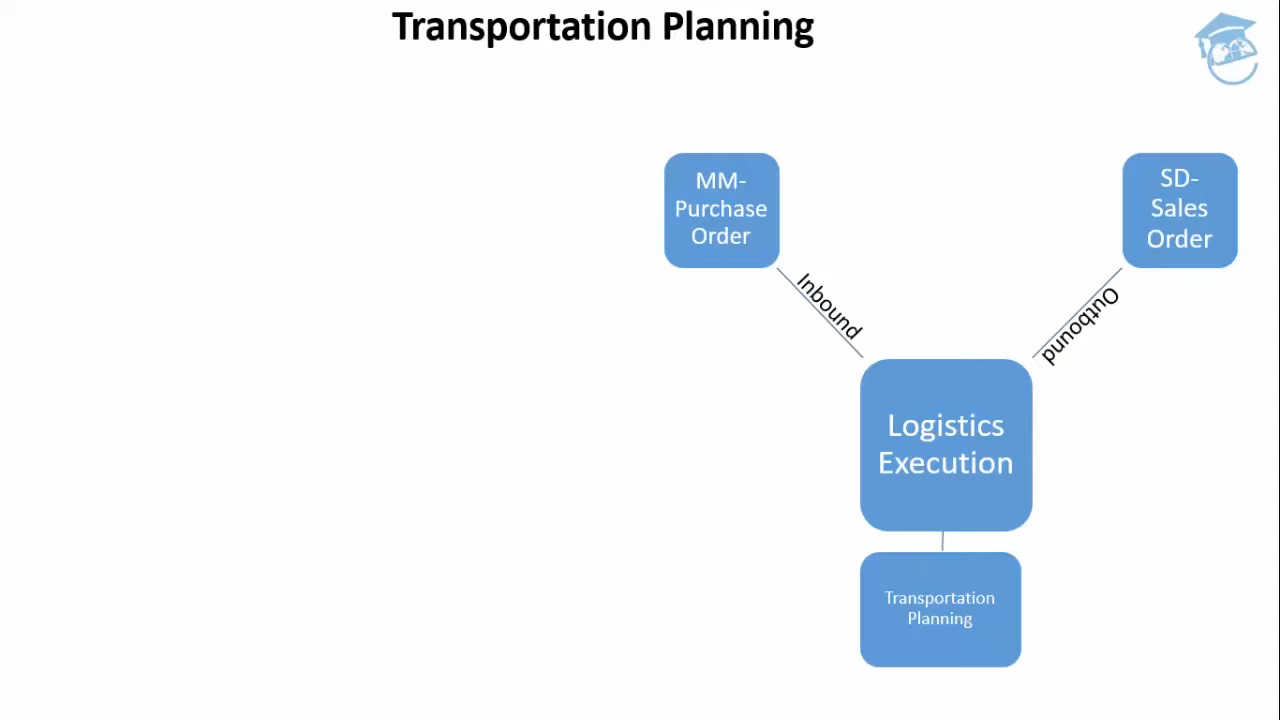 Transportation Planning
MM-
Purchase
Order
SD-
Sales
Order
Inbound
Outbound
Logistics
Execution
Transportation
Planning